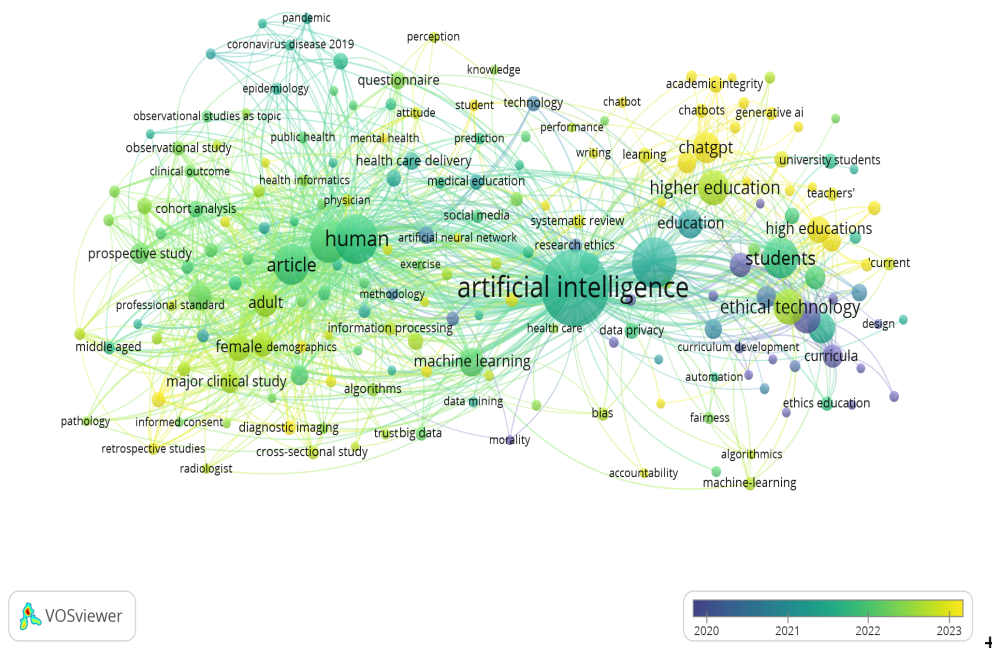 pandemic
perception
coronavirus disease 2019
knowledge
questionnaire
academic integrity
epidemiology
student
technology
chatbot
chatbots
generative ai
attitude
observational studies as topic
performance
public health
mental health
prediction
chatgpt
observational study
writing
learning
health care delivery
university students
clinical outcome
health informatics
medical education
higher education
teachers'
physician
cohort analysis
social media
systematic review
education
high educations
human
artificial neural network
research ethics
prospective study
article
exercise
students
'current
artificial intelligence
methodology
professional standard
adult
ethical technology
information processing
health care
data privacy
design
middle aged
female
demographics
curriculum development
machine learning
curricula
major clinical study
algorithms
automation
data mining
ethics education
pathology
informed consent
diagnostic imaging
trust
big data
bias
fairness
morality
retrospective studies
cross-sectional study
algorithmics
radiologist
accountability
machine-learning
VOSviewer
2020
2021
2022
2023